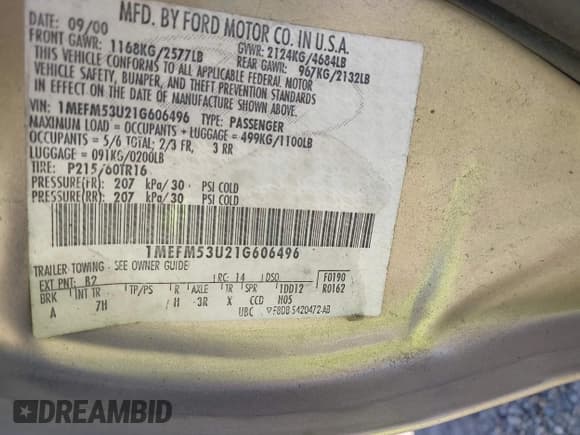 MFD. BY FORD MOTOR CO. IN U.S.A.
DATE: 09/00 GVWR: 2124KG/4684LB
FRONT GAWR: 1168KG/2577LB REAR GAWR: 967KG/2132LB
THIS VEHICLE CONFORMS TO ALL APPLICABLE FEDERAL MOTOR
VEHICLE SAFETY, BUMPER, AND THEFT PREVENTION STANDARDS
IN EFFECT ON THE DATE OF MANUFACTURE SHOWN ABOVE.
VIN: 1MEFM53U21G606496 TYPE: PASSENGER
MAXIMUM LOAD = OCCUPANTS + LUGGAGE = 499KG/1100LB
OCCUPANTS = 5/6 TOTAL; 2/3 FR, 3 RR
LUGGAGE = 091KG/0200LB
TIRE: P215/60TR16
PRESSURE(FR) 207 kPa/30 PSI COLD
PRESSURE(RR) 207 kPa/30 PSI COLD
1MEFM53U21G606496
TRAILER TOWING - SEE OWNER GUIDE
EXT PNT: B2 RC: 14 DSO F0190
BRK INT TR TP/PS R AXLE TR SPR 1DD12 R0162
A 7H H 3R X CCD H05
UBC ▽F8DB-5420472-AB
DREAMBID